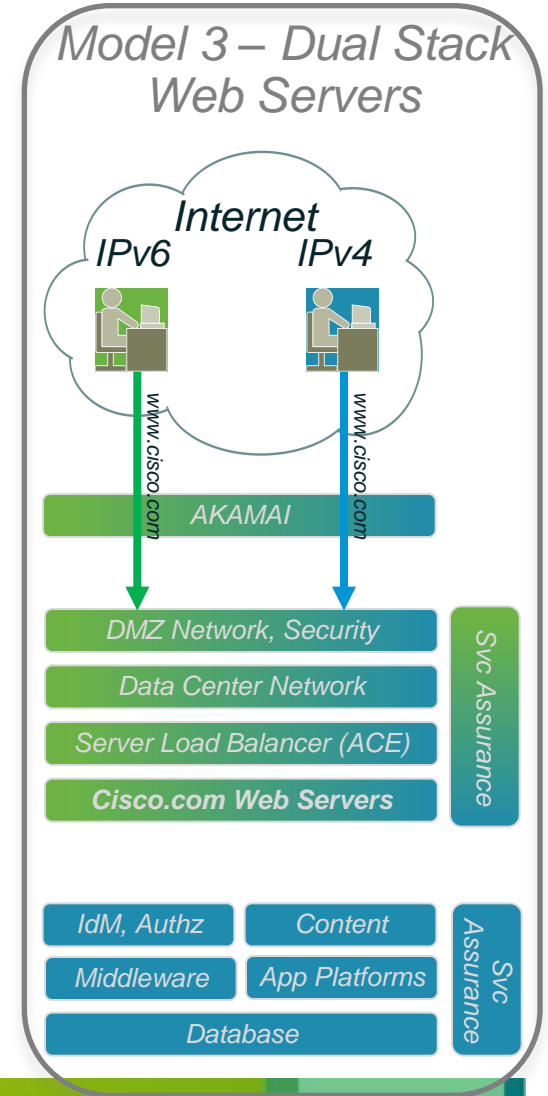 Model 3 – Dual Stack
Web Servers
Internet
IPv6
IPv4
www.cisco.com
www.cisco.com
AKAMAI
DMZ Network, Security
Data Center Network
Server Load Balancer (ACE)
Cisco.com Web Servers
Svc Assurance
IdM, Authz
Content
Middleware
App Platforms
Database
Svc
Assurance